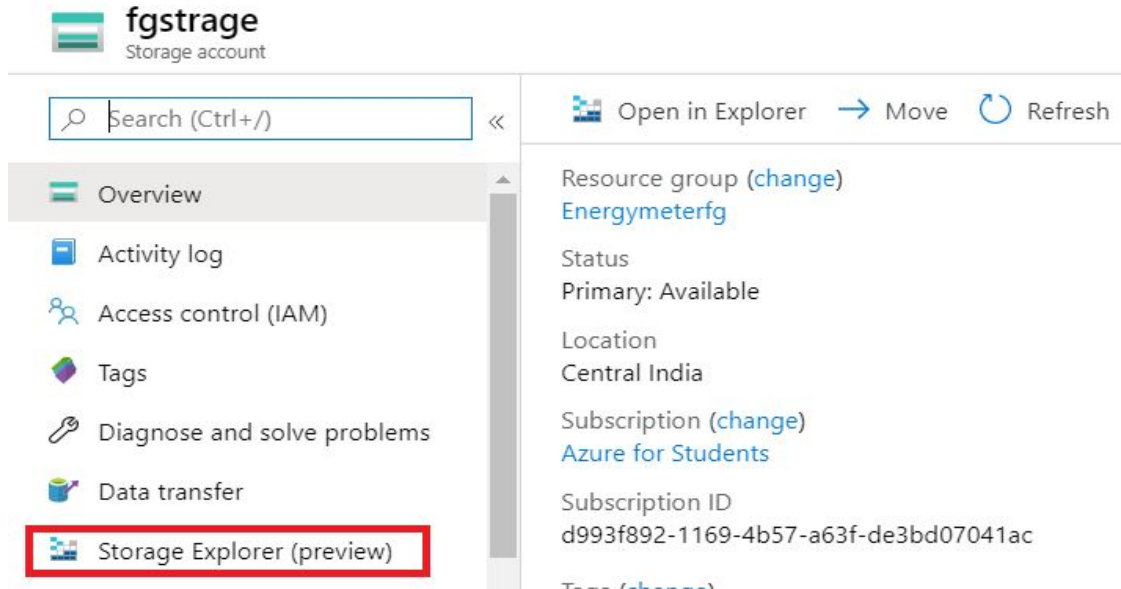 fgstrage
Storage account
Search (Ctrl+/)
«
Overview
Activity log
Access control (IAM)
Tags
Diagnose and solve problems
Data transfer
Storage Explorer (preview)
Open in Explorer Move Refresh
Resource group (change)
Energymeterfg
Status
Primary: Available
Location
Central India
Subscription (change)
Azure for Students
Subscription ID
d993f892-1169-4b57-a63f-de3bd07041ac
Tags (change)